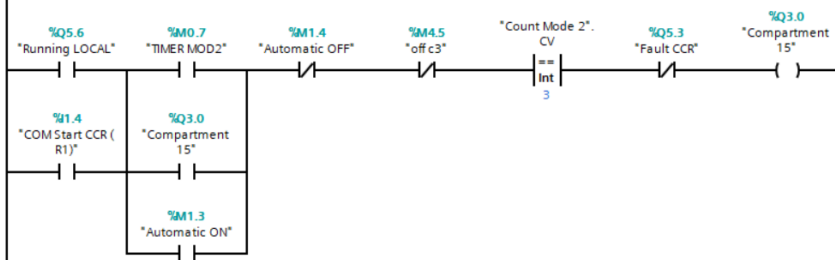 %Q5.6
"Running LOCAL"
%M0.7
"TIMER MOD2"
%M1.4
"Automatic OFF"
%M4.5
"off c3"
"Count Mode 2".
CV
==
Int
3
%Q5.3
"Fault CCR"
%Q3.0
"Compartment
15"
%I1.4
"COM Start CCR (
R1)"
%Q3.0
"Compartment
15"
%M1.3
"Automatic ON"